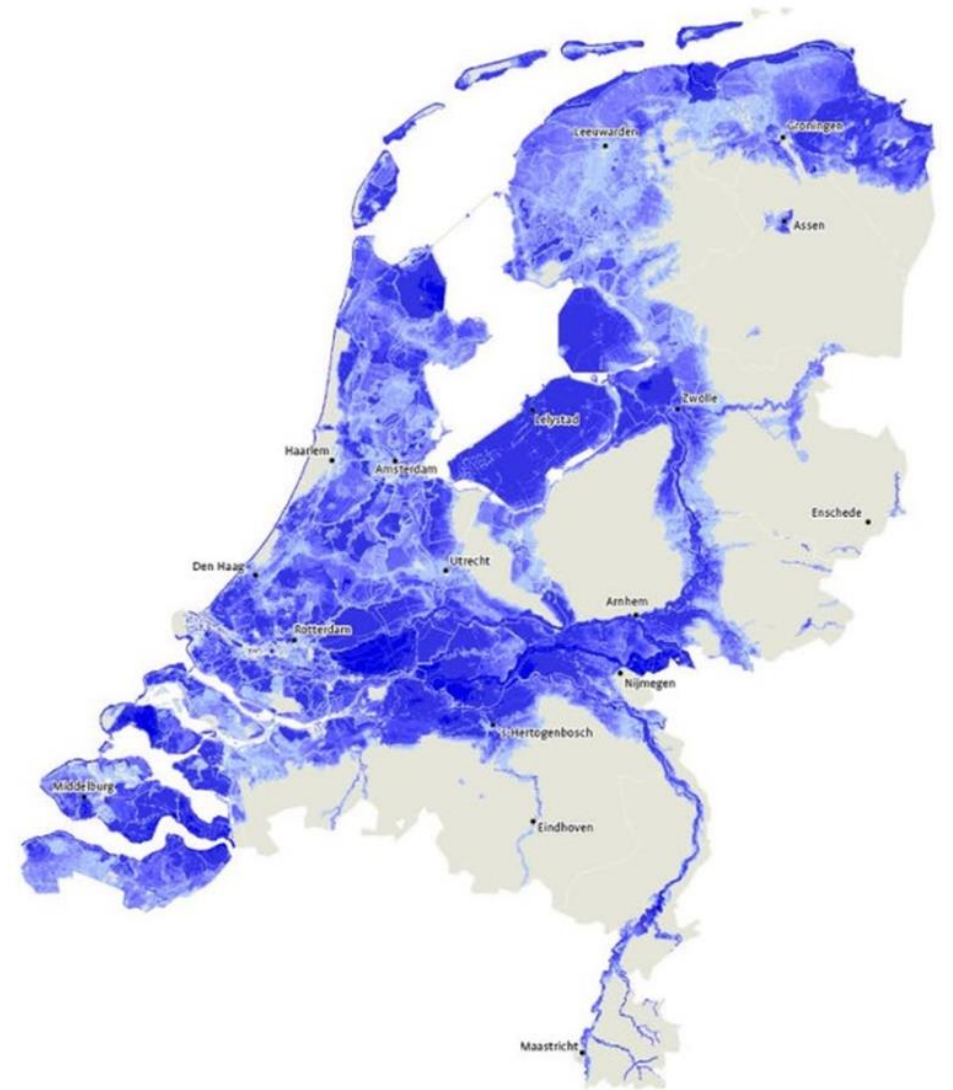 Leeuwarden
Groningen
Assen
Zwolle
Lelystad
Haarlem
Amsterdam
Enschede
Utrecht
Den Haag
Arnhem
Rotterdam
Nijmegen
's-Hertogenbosch
Middelburg
Eindhoven
Maastricht